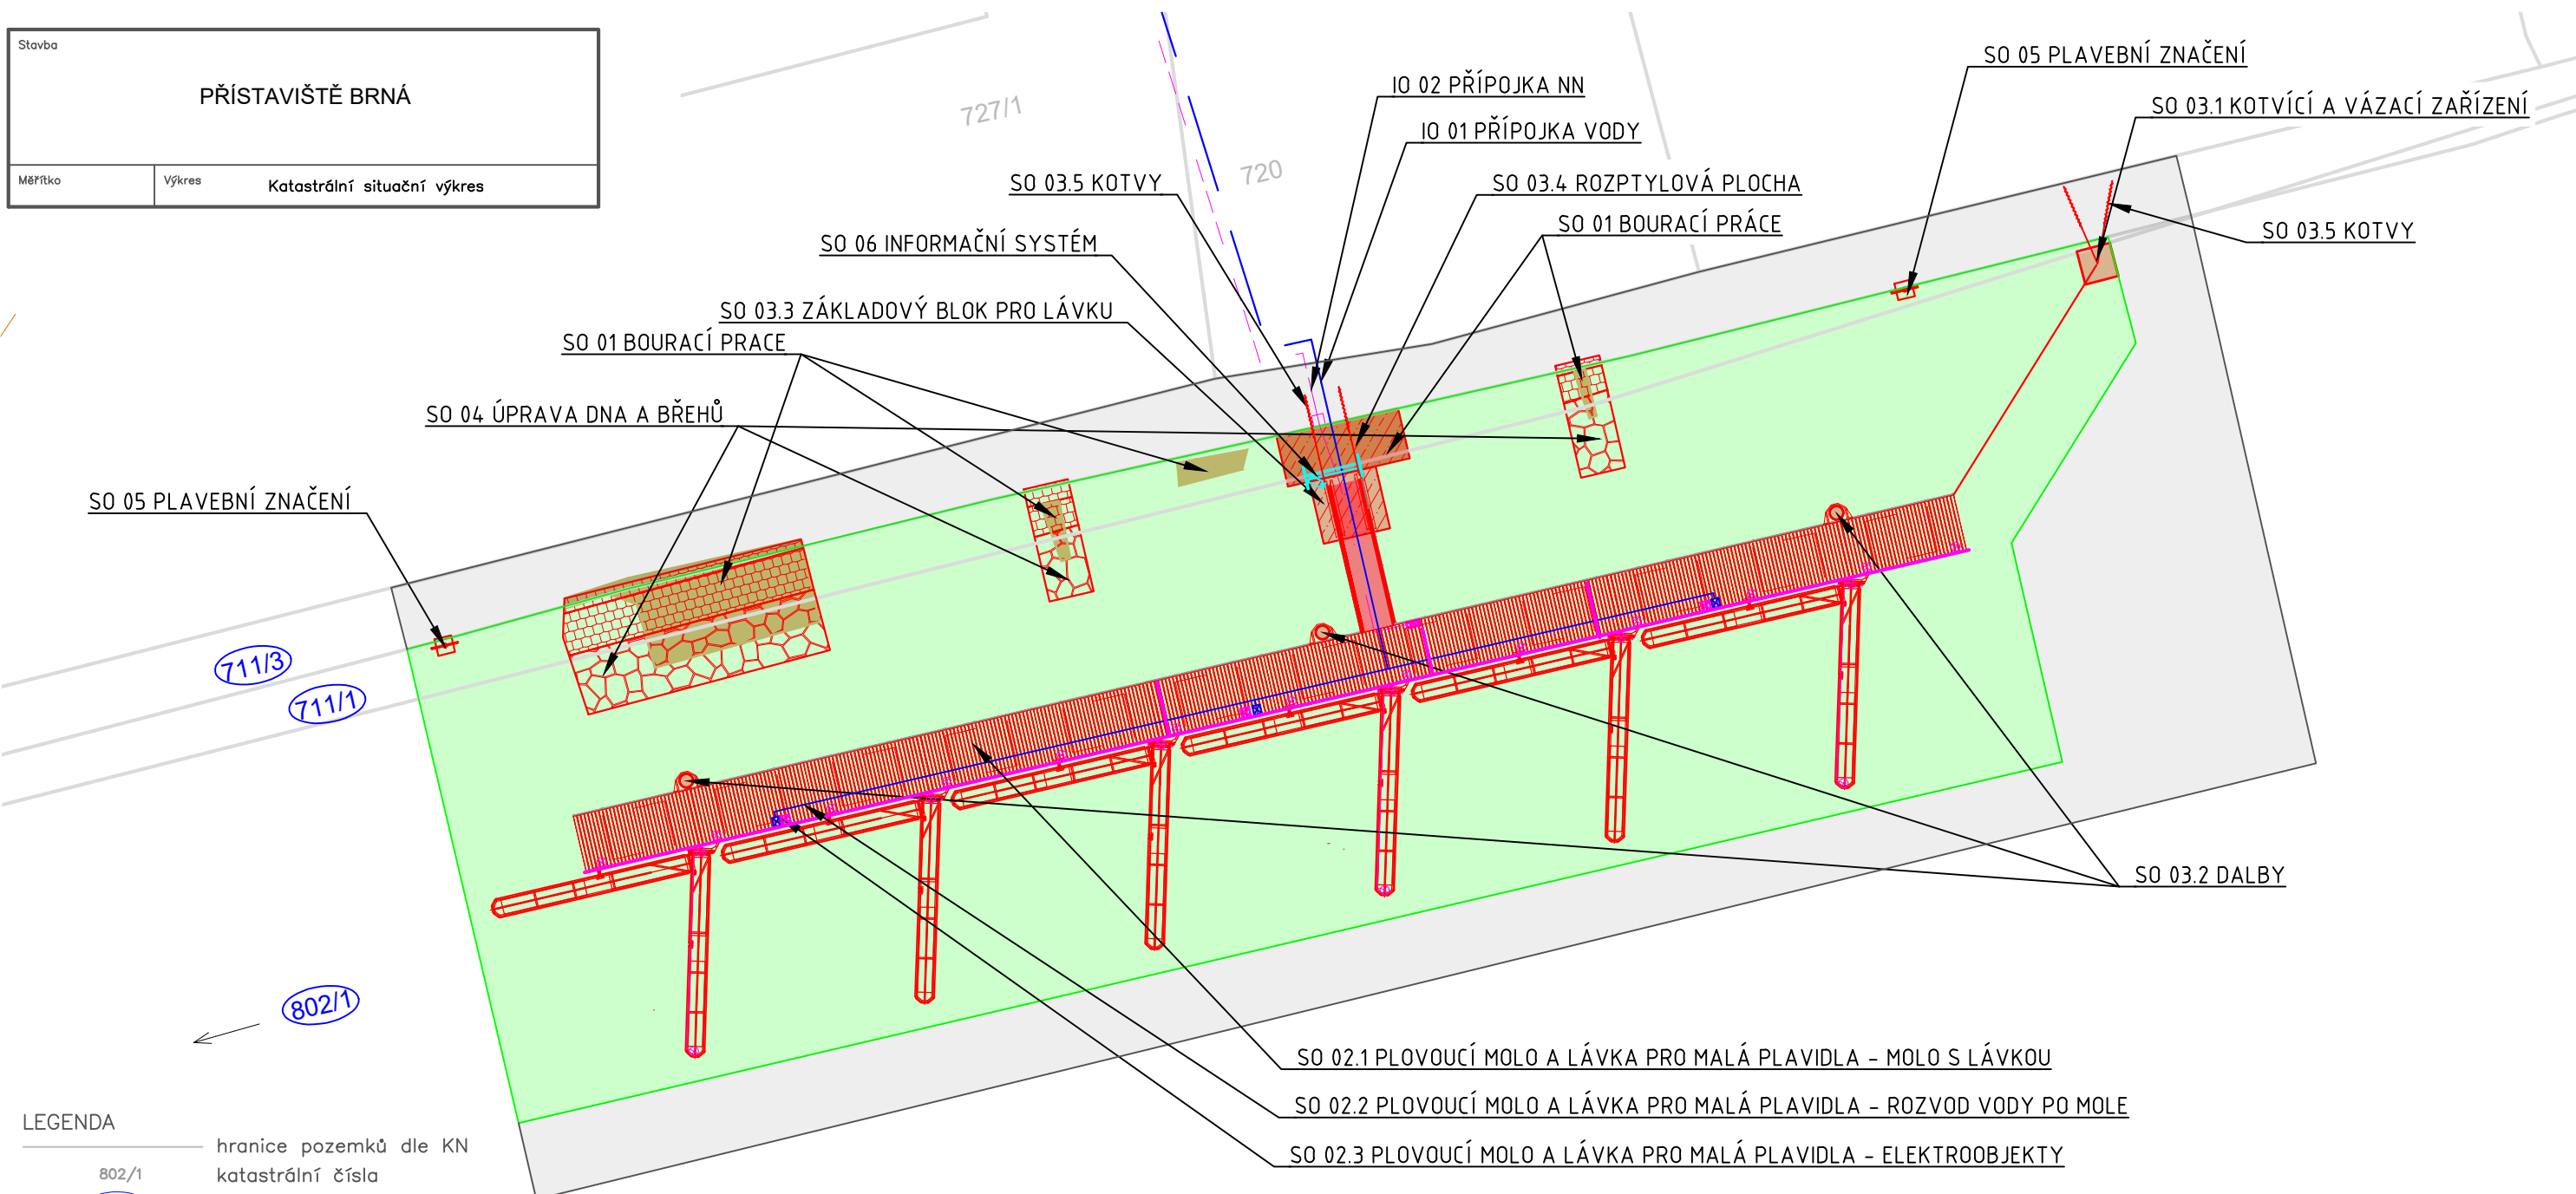 Stavba
PŘÍSTAVIŠTĚ BRNÁ
Měřítko
Výkres
Katastrální situační výkres
727/1
720
IO 02 PŘÍPOJKA NN
IO 01 PŘÍPOJKA VODY
SO 05 PLAVEBNÍ ZNAČENÍ
SO 03.1 KOTVÍCÍ A VÁZACÍ ZAŘÍZENÍ
SO 03.5 KOTVY
SO 03.4 ROZPTYLOVÁ PLOCHA
SO 01 BOURACÍ PRÁCE
SO 03.5 KOTVY
SO 06 INFORMAČNÍ SYSTÉM
SO 03.3 ZÁKLADOVÝ BLOK PRO LÁVKU
SO 01 BOURACÍ PRACE
SO 04 ÚPRAVA DNA A BŘEHŮ
SO 05 PLAVEBNÍ ZNAČENÍ
711/3
711/1
802/1
SO 03.2 DALBY
SO 02.1 PLOVOUCÍ MOLO A LÁVKA PRO MALÁ PLAVIDLA - MOLO S LÁVKOU
SO 02.2 PLOVOUCÍ MOLO A LÁVKA PRO MALÁ PLAVIDLA - ROZVOD VODY PO MOLE
SO 02.3 PLOVOUCÍ MOLO A LÁVKA PRO MALÁ PLAVIDLA - ELEKTROOBJEKTY
LEGENDA
hranice pozemků dle KN
802/1 katastrální čísla